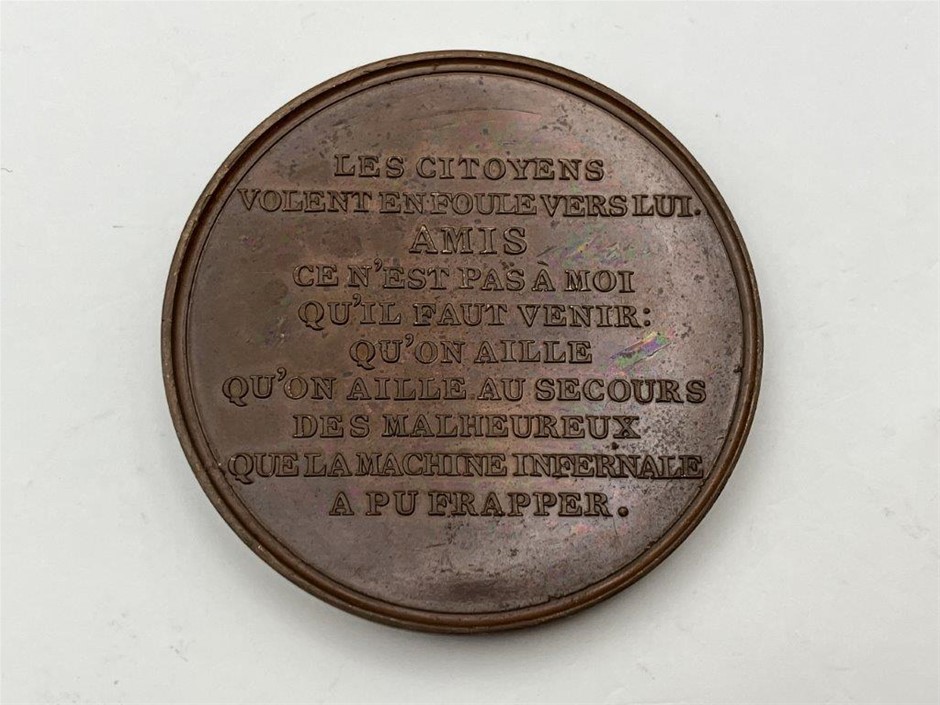 LES CITOYENS
VOLENT EN FOULE VERS LUI.
AMIS
CE N'EST PAS A MOI
QU'IL FAUT VENIR:
QU'ON AILLE
QU'ON AILLE AU SECOURS
DES MALHEUREUX
QUE LA MACHINE INFERNALE
A PU FRAPPER.